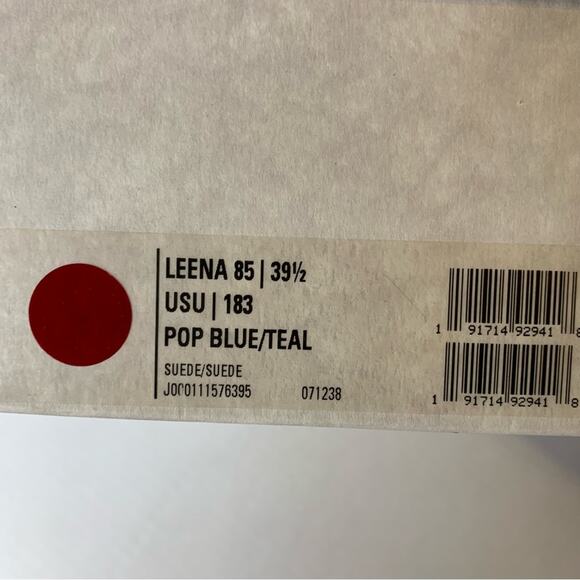 LEENA 85 | 39½
USU | 183
POP BLUE/TEAL
SUEDE/SUEDE
J000111576395 071238
1 91714 92941 8
1 91714 92941 8